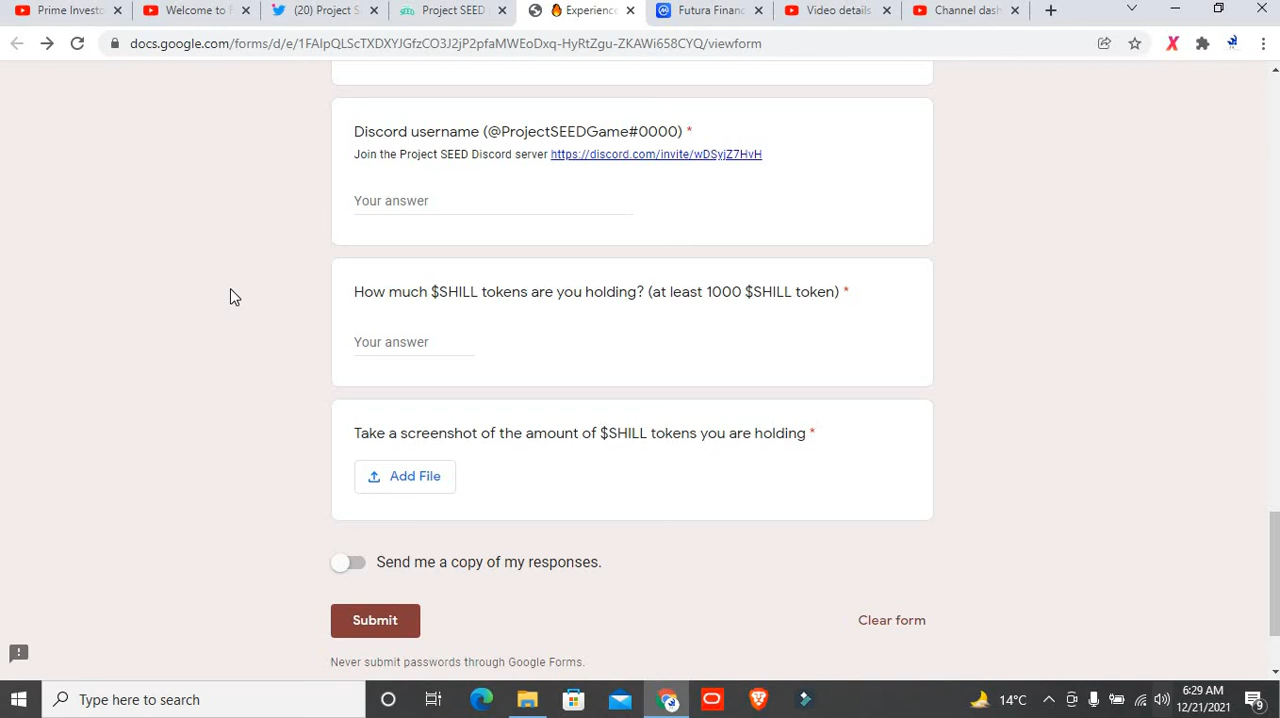 Prime Investo
Welcome to
(20) Project S
Project SEED
Experience
Futura Financ
Video details
Channel dash
docs.google.com/forms/d/e/1FAIpQLScTXDXYJGfzCO3J2jP2pfaMWEoDxq-HyRtZgu-ZKAWi658CYQ/viewform
Discord username (@ProjectSEEDGame#0000) *
Join the Project SEED Discord server https://discord.com/invite/wDSyjZ7HvH
Your answer
How much $SHILL tokens are you holding? (at least 1000 $SHILL token) *
Your answer
Take a screenshot of the amount of $SHILL tokens you are holding *
Add File
Send me a copy of my responses.
Submit
Clear form
Never submit passwords through Google Forms.
Type here to search
14°C
6:29 AM
12/21/2021
9